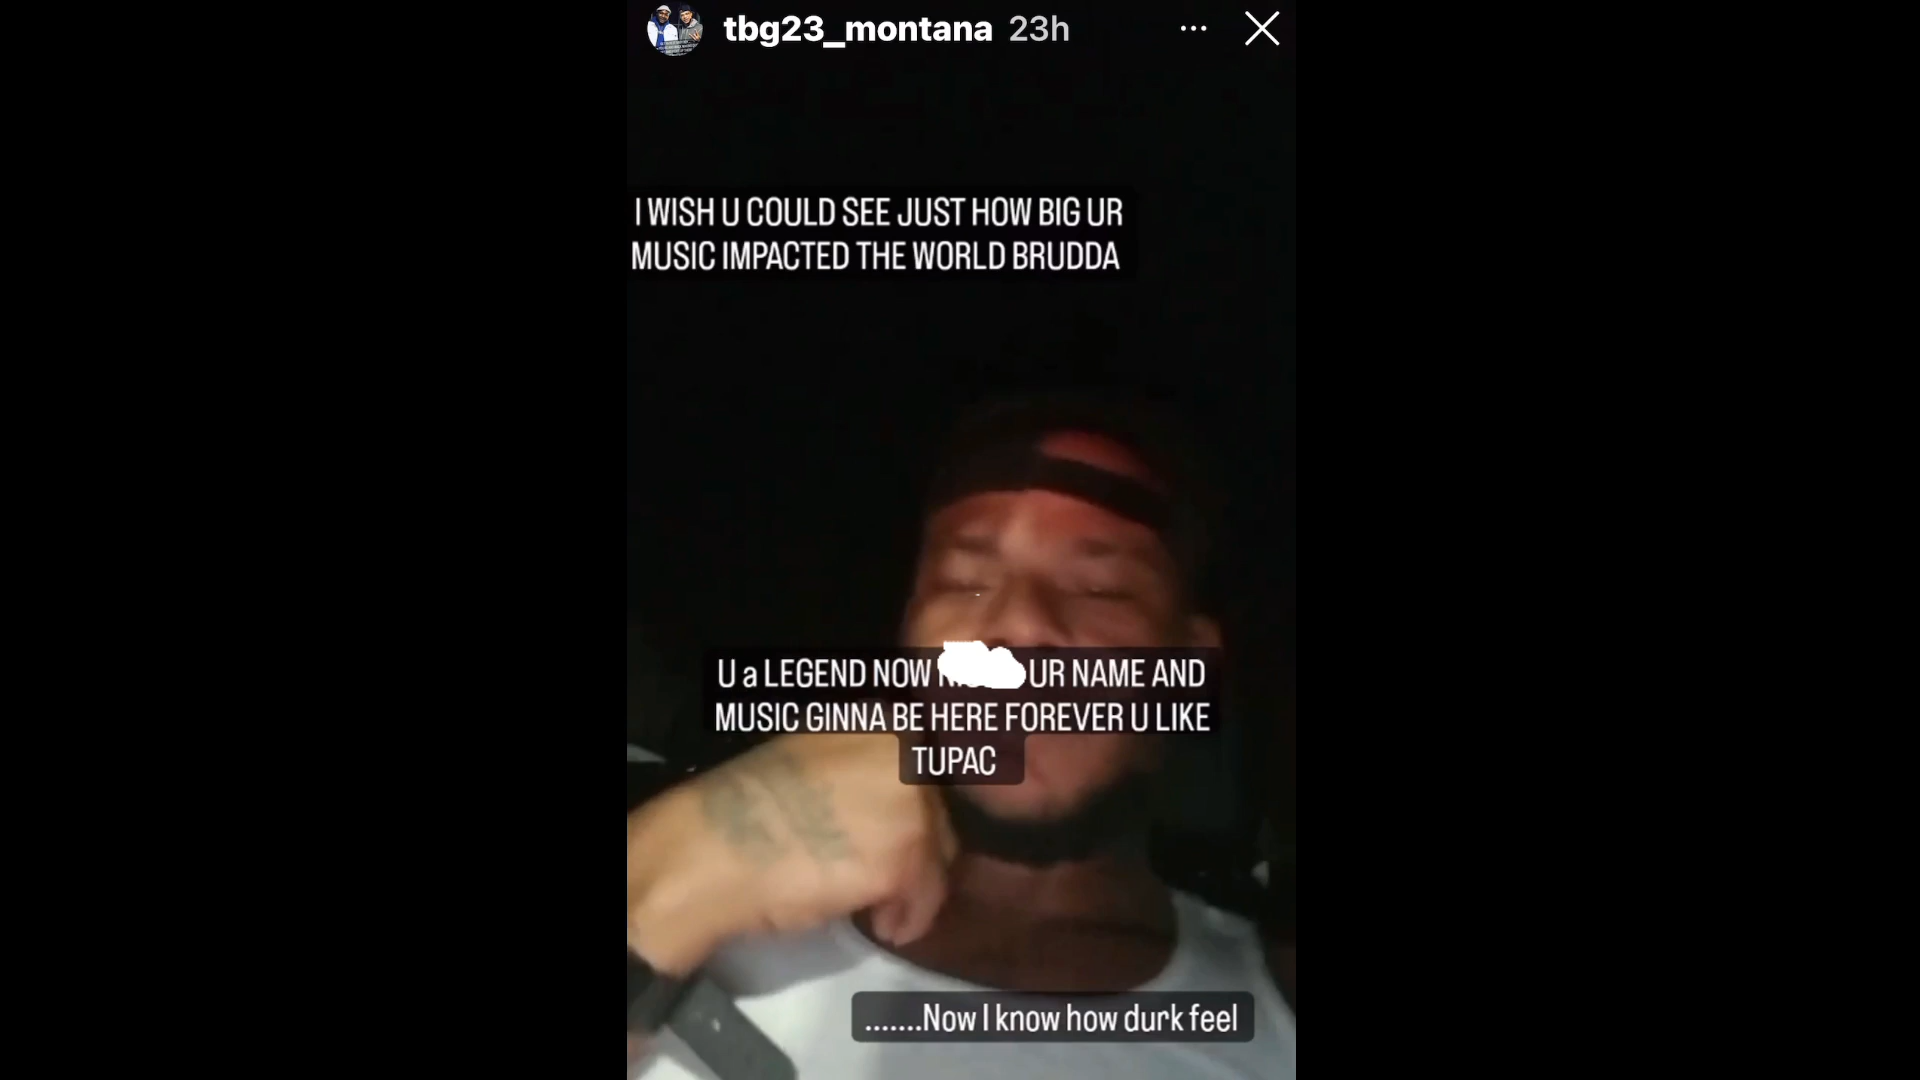 tbg23_montana 23h
I WISH U COULD SEE JUST HOW BIG UR
MUSIC IMPACTED THE WORLD BRUDDA
U a LEGEND NOW UR NAME AND
MUSIC GINNA BE HERE FOREVER U LIKE
TUPAC
.......Now I know how durk feel